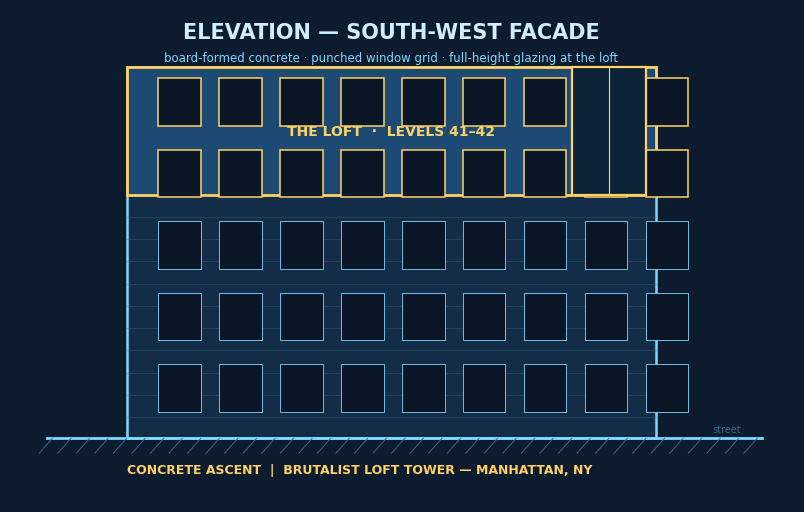 ELEVATION — SOUTH-WEST FACADE
board-formed concrete · punched window grid · full-height glazing at the loft
THE LOFT · LEVELS 41–42
street
CONCRETE ASCENT | BRUTALIST LOFT TOWER — MANHATTAN, NY